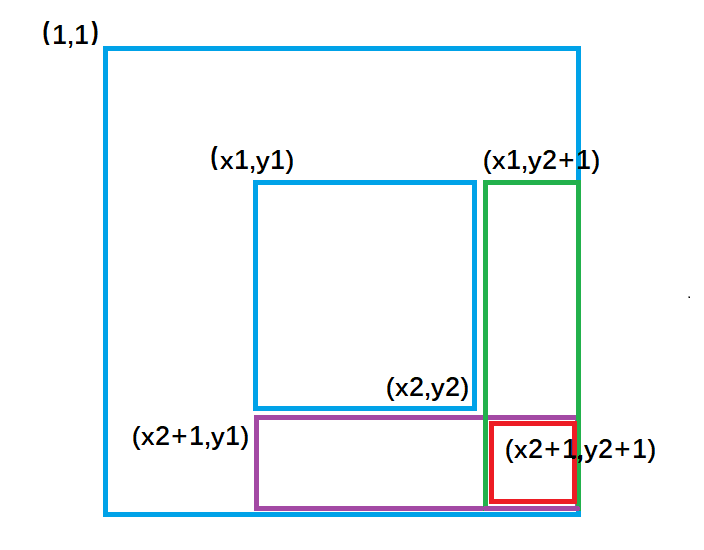 (1,1)
(x1,y1)
(x1,y2+1)
(x2,y2)
(x2+1,y1)
(x2+1,y2+1)